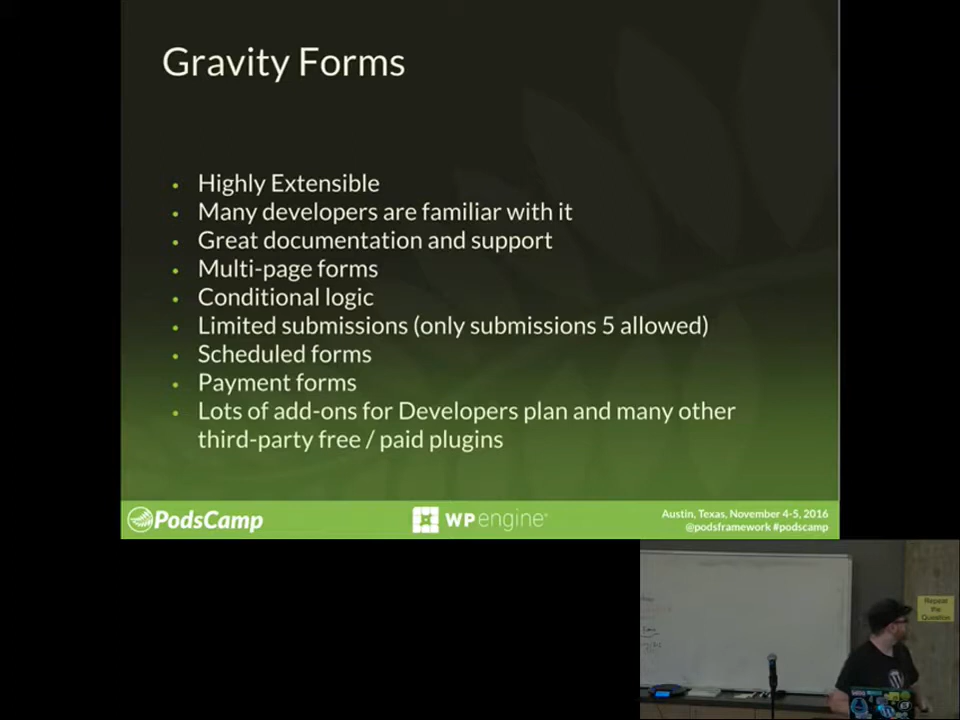 Gravity Forms
Highly Extensible
Many developers are familiar with it
Great documentation and support
Multi-page forms
Conditional logic
Limited submissions (only submissions 5 allowed)
Scheduled forms
Payment forms
Lots of add-ons for Developers plan and many other
third-party free / paid plugins
PodsCamp
WP engine
Austin, Texas, November 4-5, 2016
@podsframework #podscamp
Repeat
the
Question